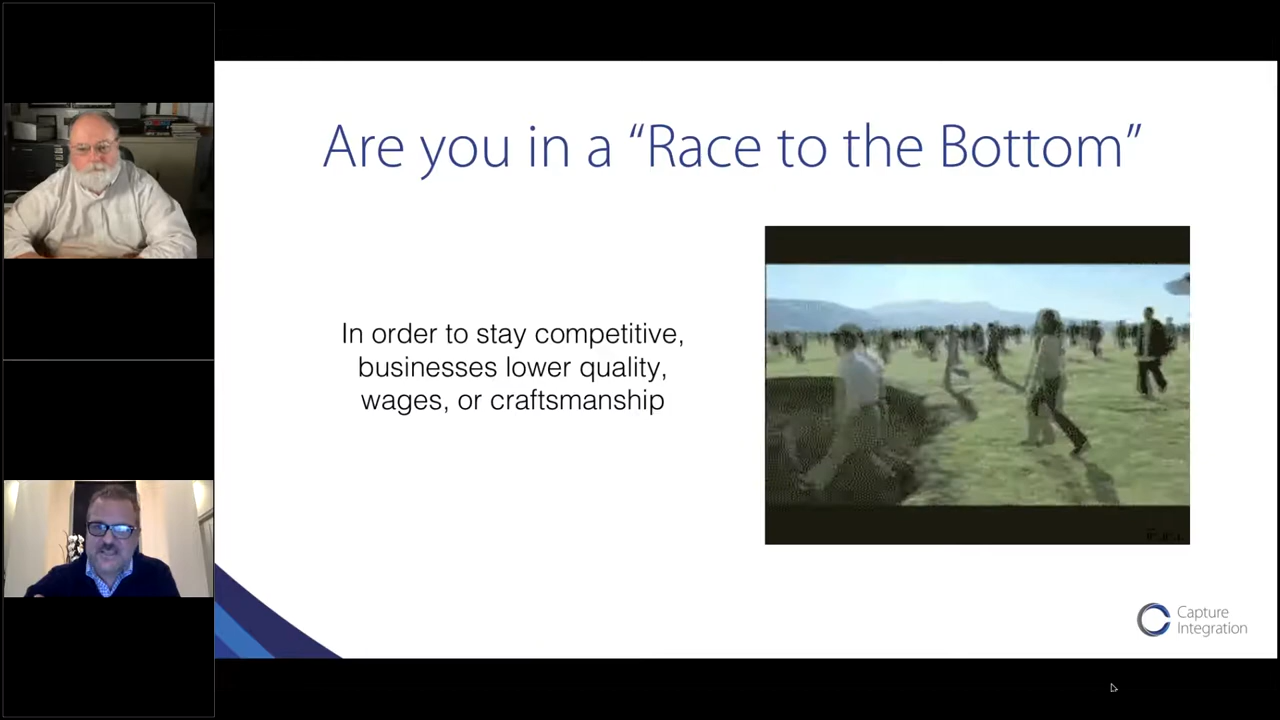 Are you in a “Race to the Bottom”
In order to stay competitive,
businesses lower quality,
wages, or craftsmanship
Capture
Integration